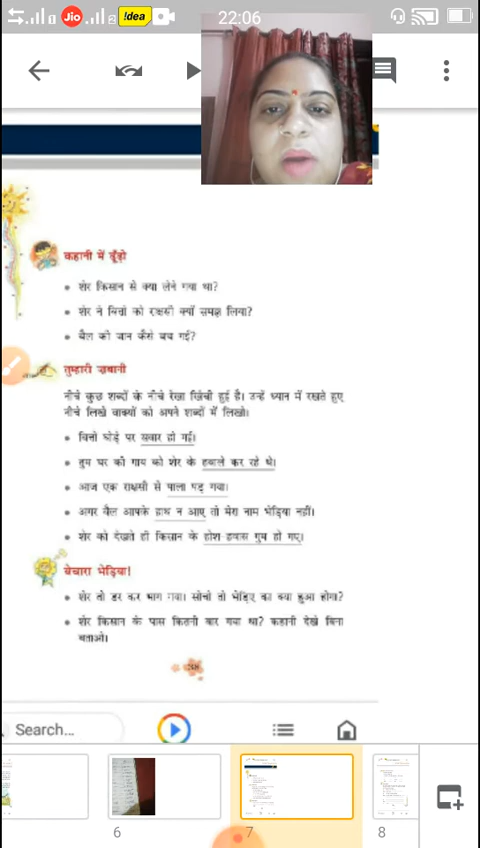 Jio
!dea
22:06
कहानी में ढूँढ़ो
शेर किसान से क्या लेने गया था?
शेर ने मित्तो को राक्षसी क्यों समझ लिया?
बैल की जान कैसे बच गई?
तुम्हारी ज़बानी
नीचे कुछ शब्दों के नीचे रेखा खिंची हुई है। उन्हें ध्यान में रखते हुए
नीचे लिखे वाक्यों को अपने शब्दों में लिखो।
मित्तो घोड़े पर सवार हो गई।
तुम घर की गाय को शेर के हवाले कर रहे थे।
आज एक राक्षसी से पाला पड़ गया।
अगर बैल आपके हाथ न आए तो मेरा नाम भेड़िया नहीं।
शेर को देखते ही किसान के होश-हवास गुम हो गए।
बेचारा भेड़िया!
शेर तो डर कर भाग गया। सोचो तो भेड़िए का क्या हुआ होगा?
शेर किसान के पास कितनी बार गया था? कहानी देखे बिना
बताओ।
Search...
6
7
8